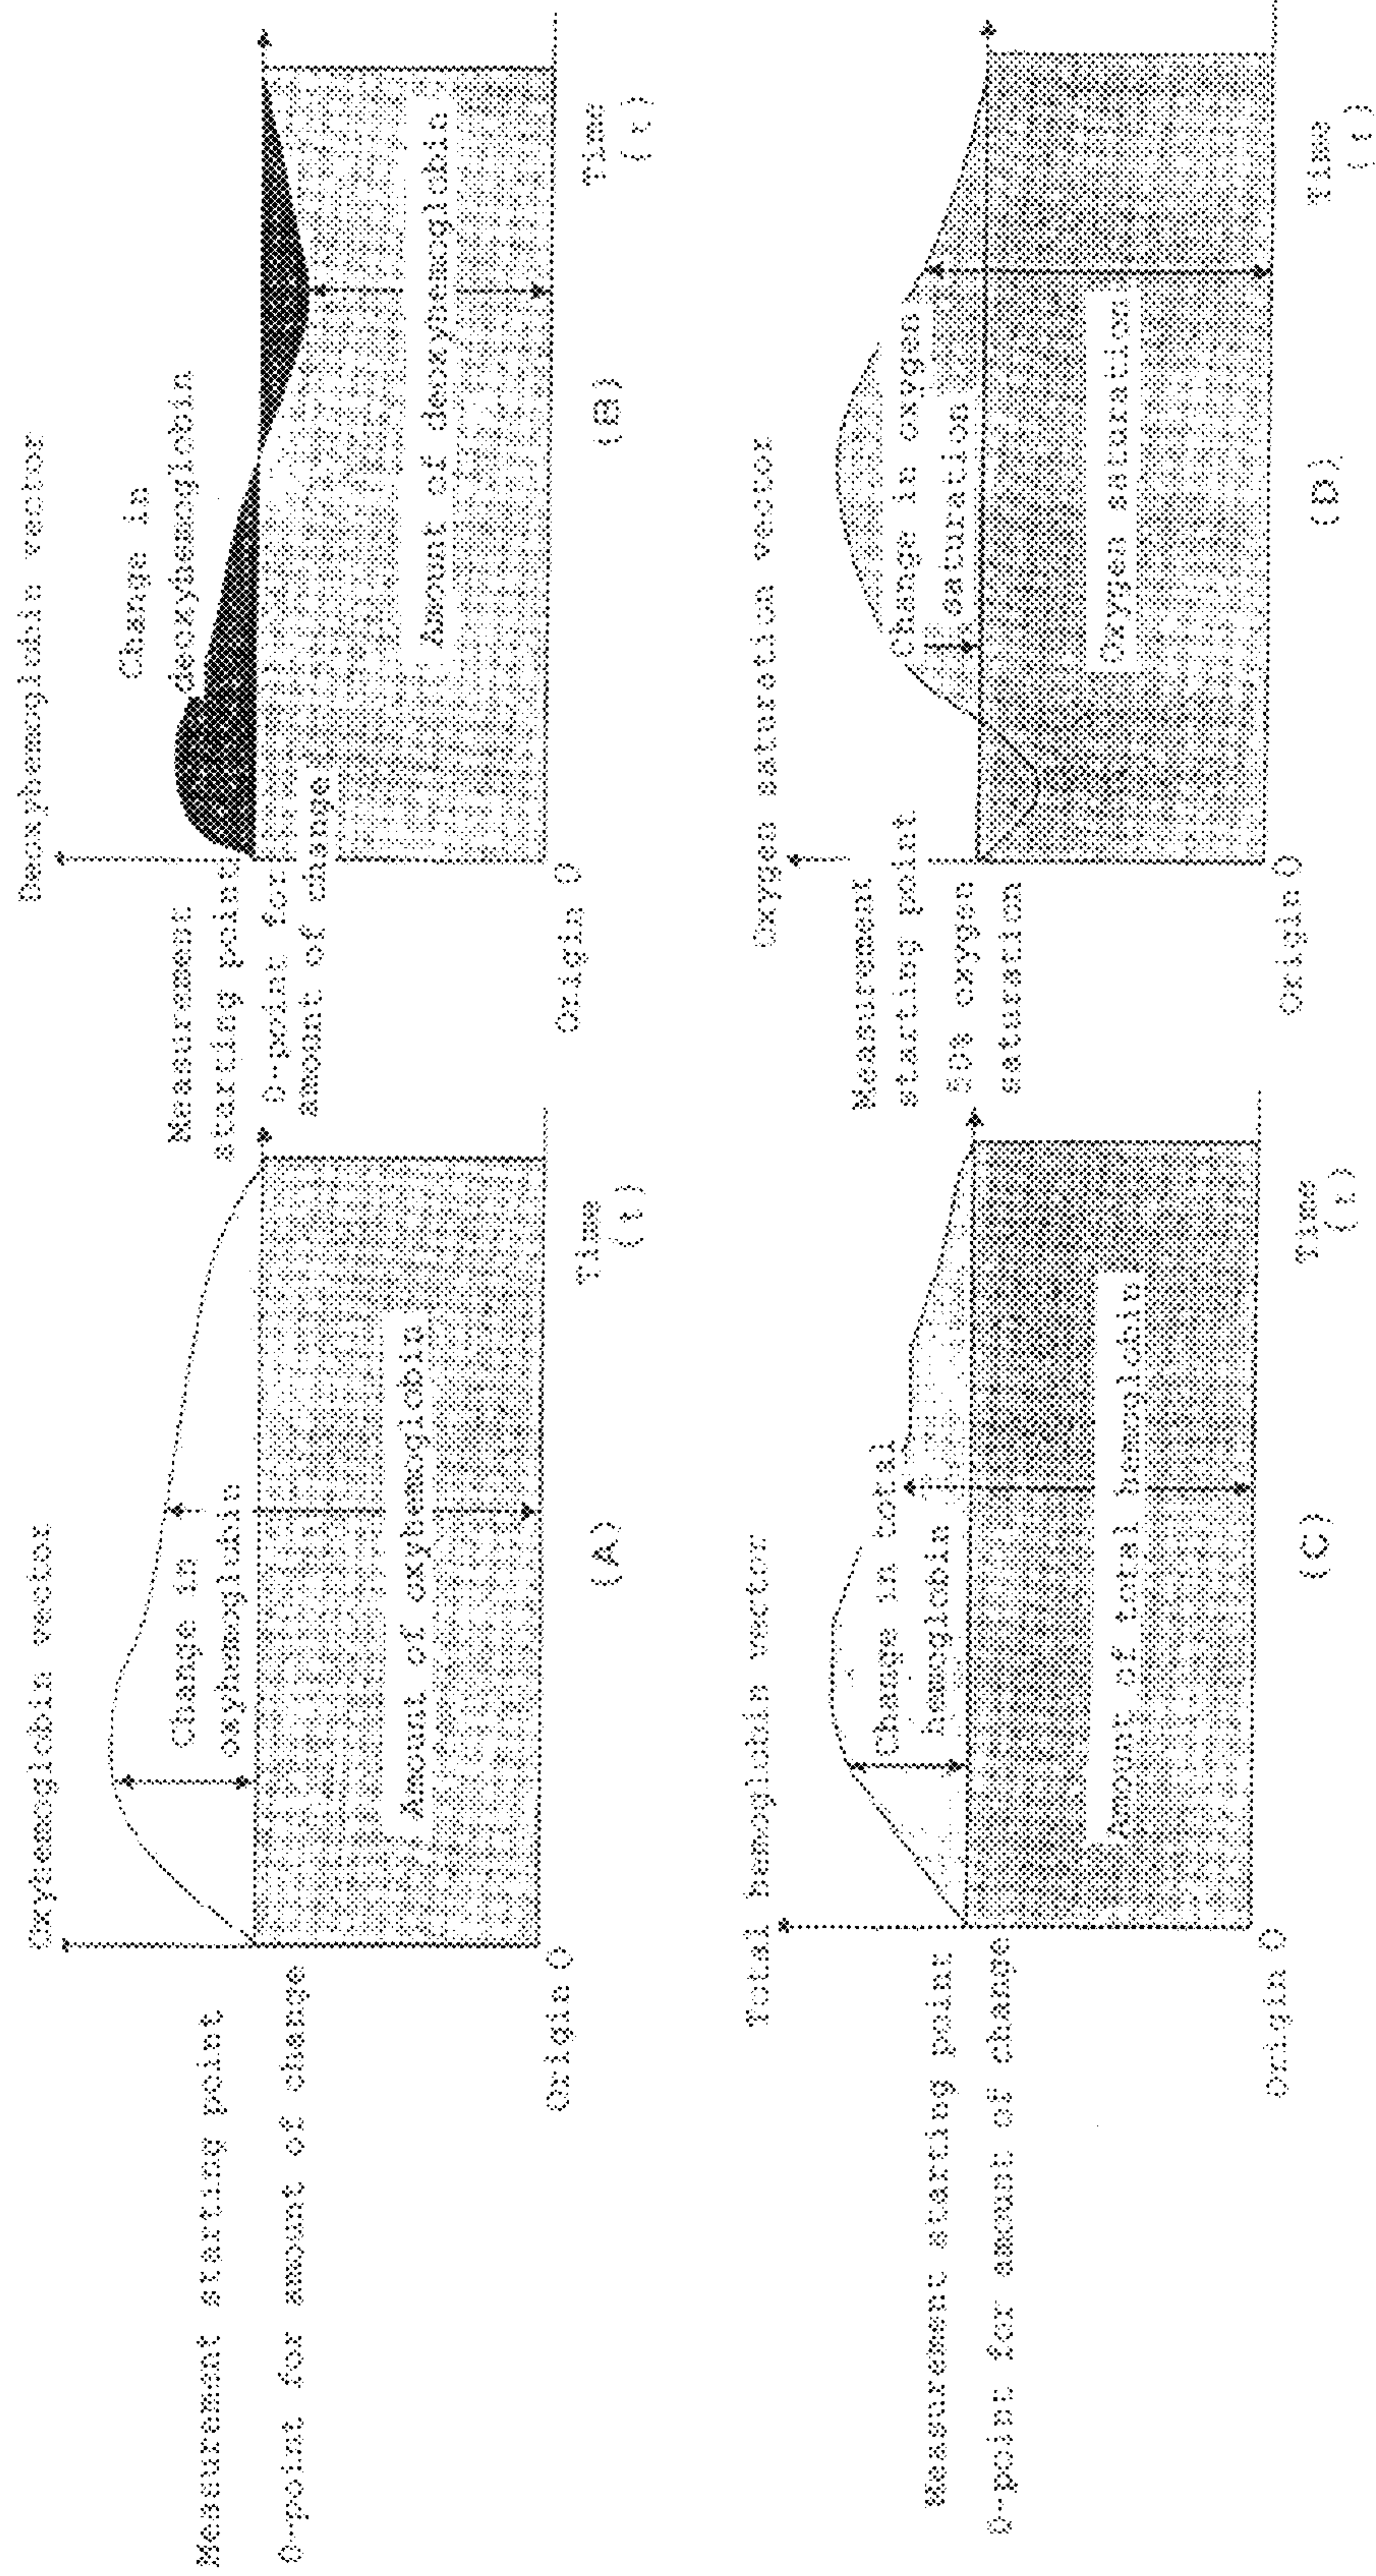 Oxyhemoglobin vector
Measurement starting point
0-point for amount of change
Change in
oxyhemoglobin
Amount of oxyhemoglobin
Origin O
Time
(t)
(A)
Deoxyhemoglobin vector
Change in
deoxyhemoglobin
Measurement
starting point
0-point for
amount of change
Amount of deoxyhemoglobin
Origin O
Time
(t)
(B)
Total hemoglobin vector
Measurement starting point
0-point for amount of change
Change in total
hemoglobin
Amount of total hemoglobin
Origin O
Time
(t)
(C)
Oxygen saturation vector
Measurement
starting point
50% oxygen
saturation
Change in oxygen
saturation
Oxygen saturation
Origin O
Time
(t)
(D)